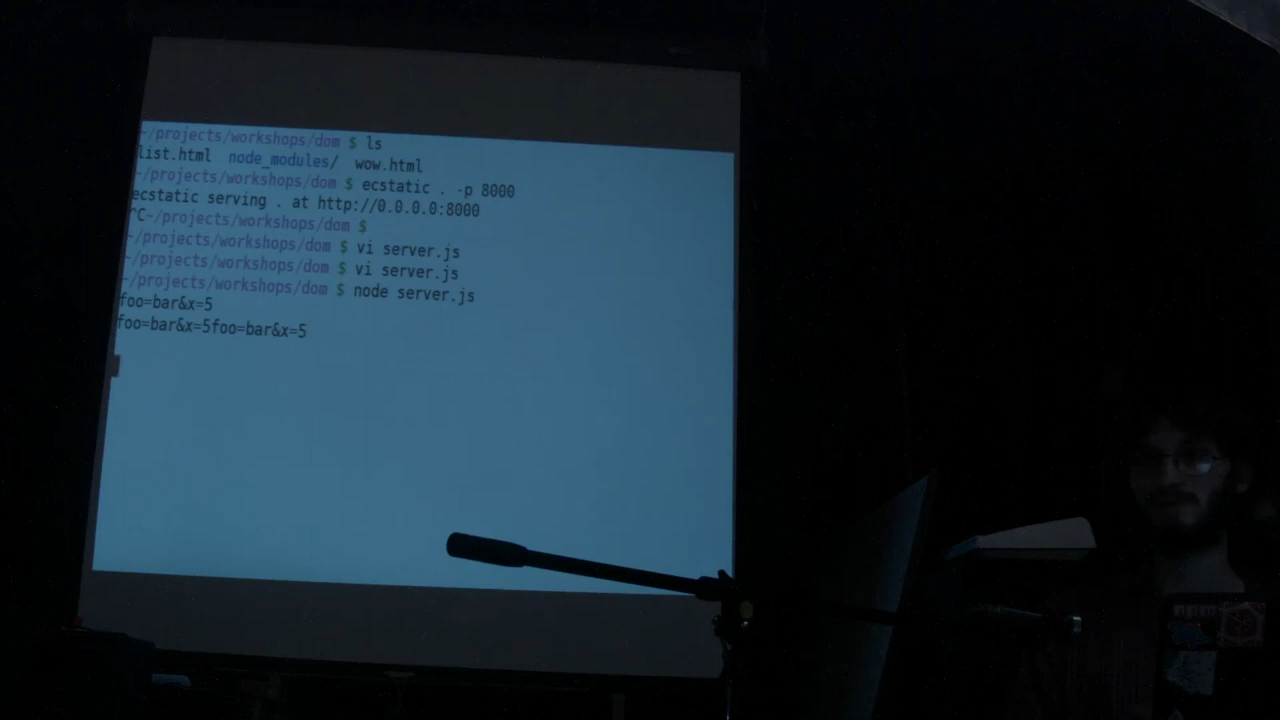 ~/projects/workshops/dom $ ls
list.html node_modules/ wow.html
~/projects/workshops/dom $ ecstatic . -p 8000
ecstatic serving . at http://0.0.0.0:8000
^C~/projects/workshops/dom $
~/projects/workshops/dom $ vi server.js
~/projects/workshops/dom $ vi server.js
~/projects/workshops/dom $ node server.js
foo=bar&x=5
foo=bar&x=5foo=bar&x=5